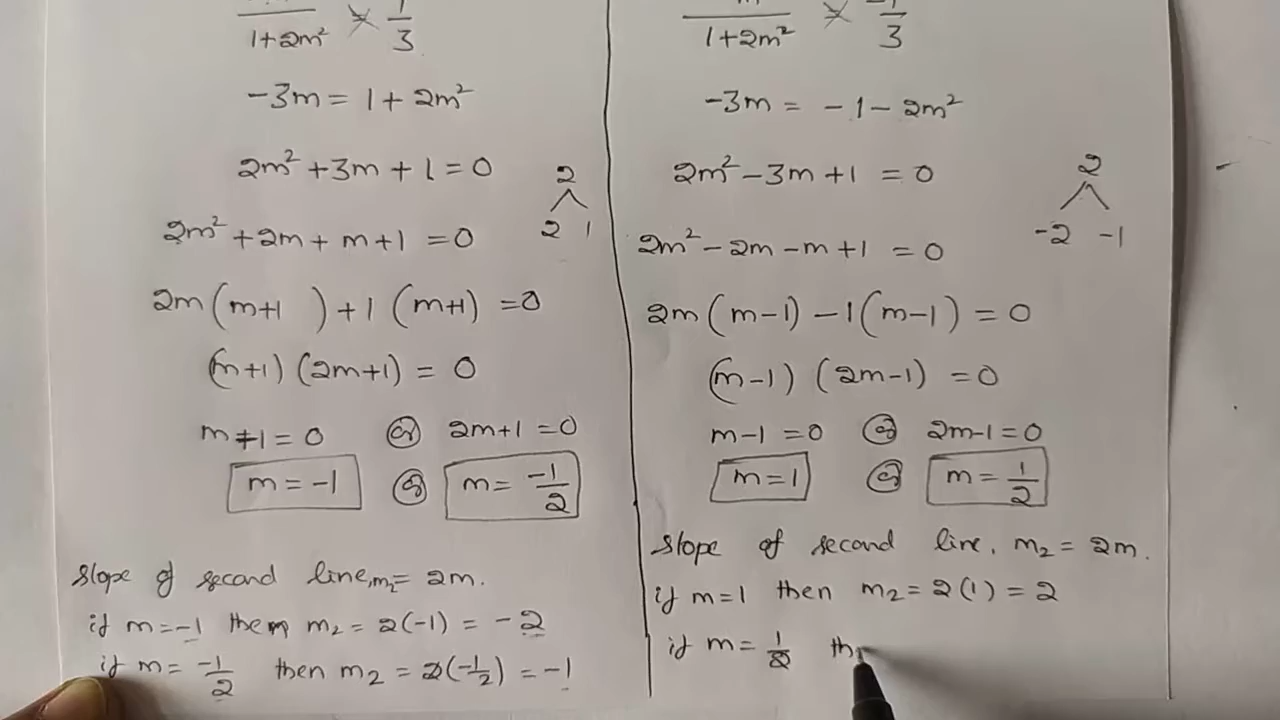 1+2m² × 1/3
-3m = 1 + 2m²
2m² + 3m + 1 = 0
2
2 1
2m² + 2m + m + 1 = 0
2m (m+1 ) + 1 (m+1) = 0
(m+1) (2m+1) = 0
m+1 = 0 or 2m+1 = 0
m = -1 or m = -1/2
Slope of second line, m₂ = 2m.
if m = -1 then m₂ = 2(-1) = -2
if m = -1/2 then m₂ = 2(-1/2) = -1
1+2m² × -1/3
-3m = -1 - 2m²
2m² - 3m + 1 = 0
2
-2 -1
2m² - 2m - m + 1 = 0
2m (m-1) - 1 (m-1) = 0
(m-1) (2m-1) = 0
m-1 = 0 or 2m-1 = 0
m = 1 or m = 1/2
Slope of second line, m₂ = 2m.
if m = 1 then m₂ = 2(1) = 2
if m = 1/2 th